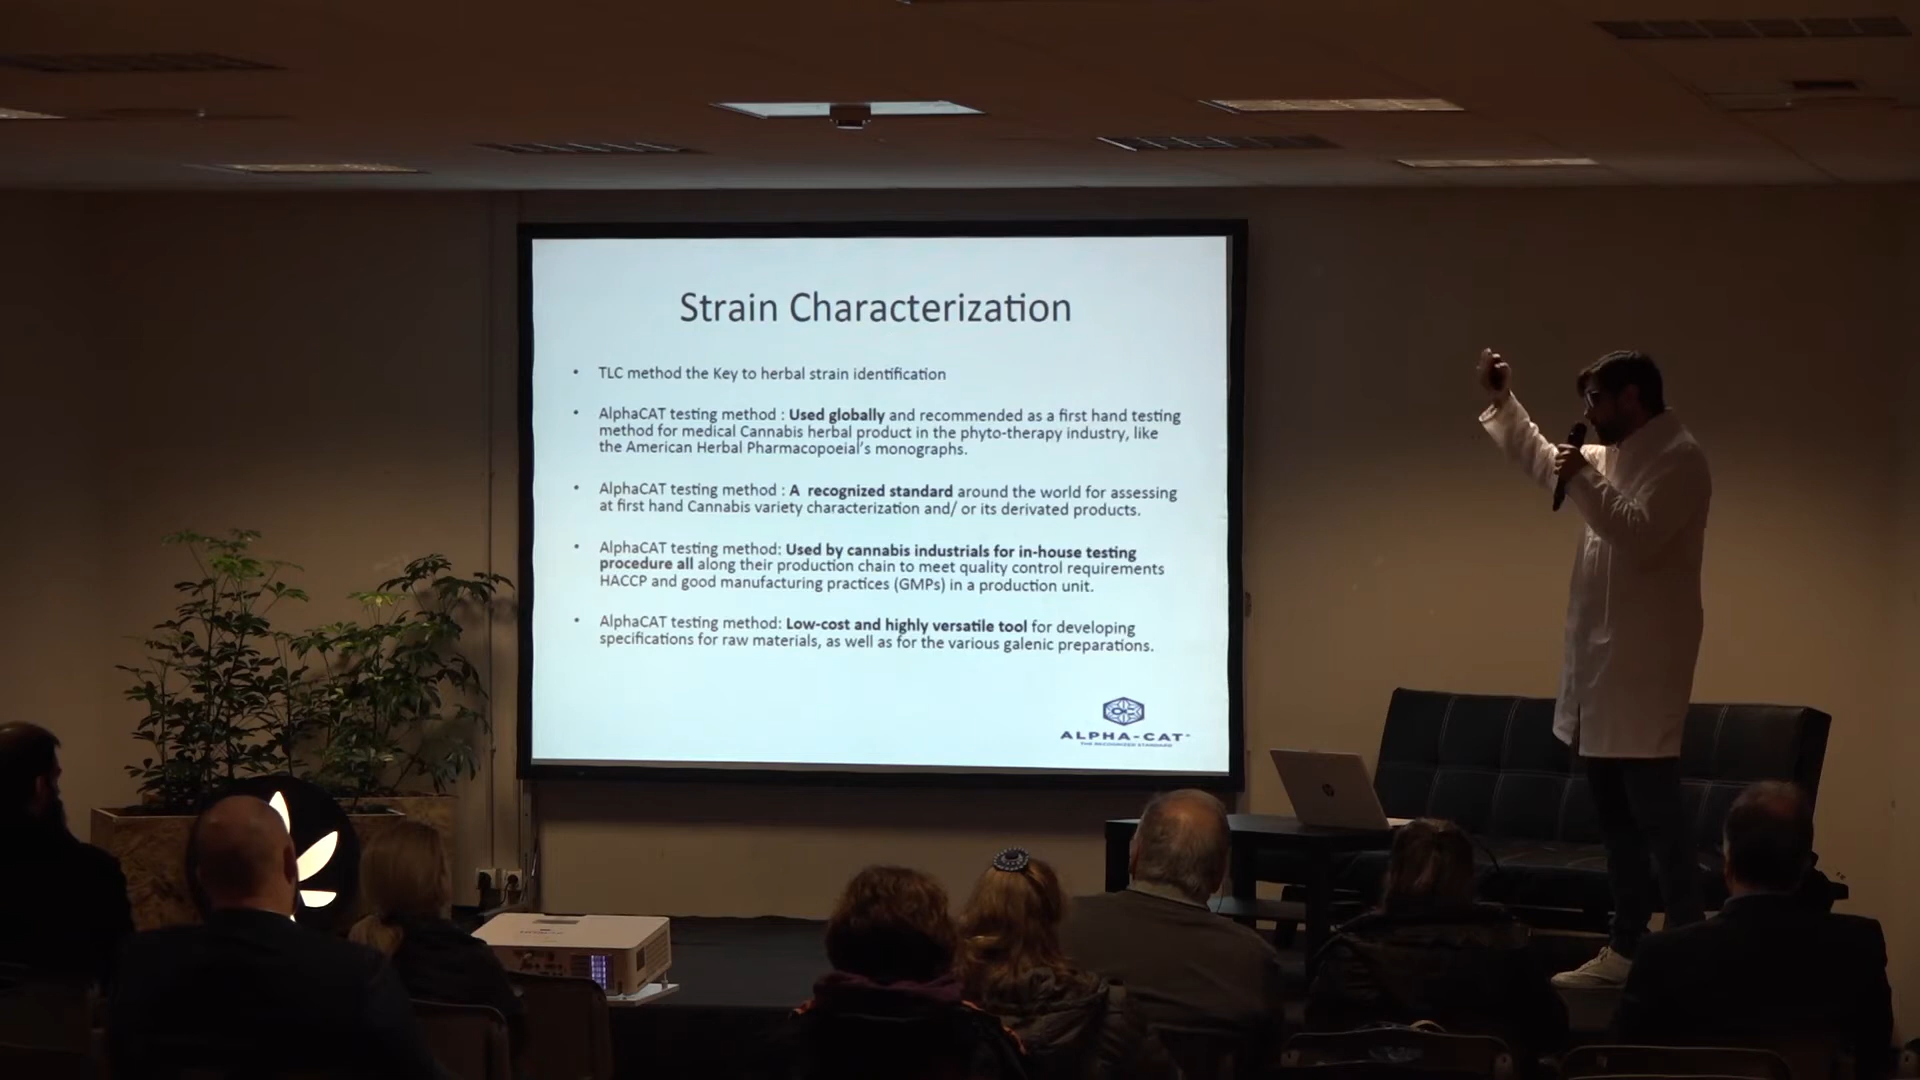 Strain Characterization
• TLC method the Key to herbal strain identification
• AlphaCAT testing method : Used globally and recommended as a first hand testing
method for medical Cannabis herbal product in the phyto-therapy industry, like
the American Herbal Pharmacopoeial's monographs.
• AlphaCAT testing method : A recognized standard around the world for assessing
at first hand Cannabis variety characterization and/ or its derivated products.
• AlphaCAT testing method: Used by cannabis industrials for in-house testing
procedure all along their production chain to meet quality control requirements
HACCP and good manufacturing practices (GMPs) in a production unit.
• AlphaCAT testing method: Low-cost and highly versatile tool for developing
specifications for raw materials, as well as for the various galenic preparations.
ALPHA-CAT
THE RECOGNIZED STANDARD